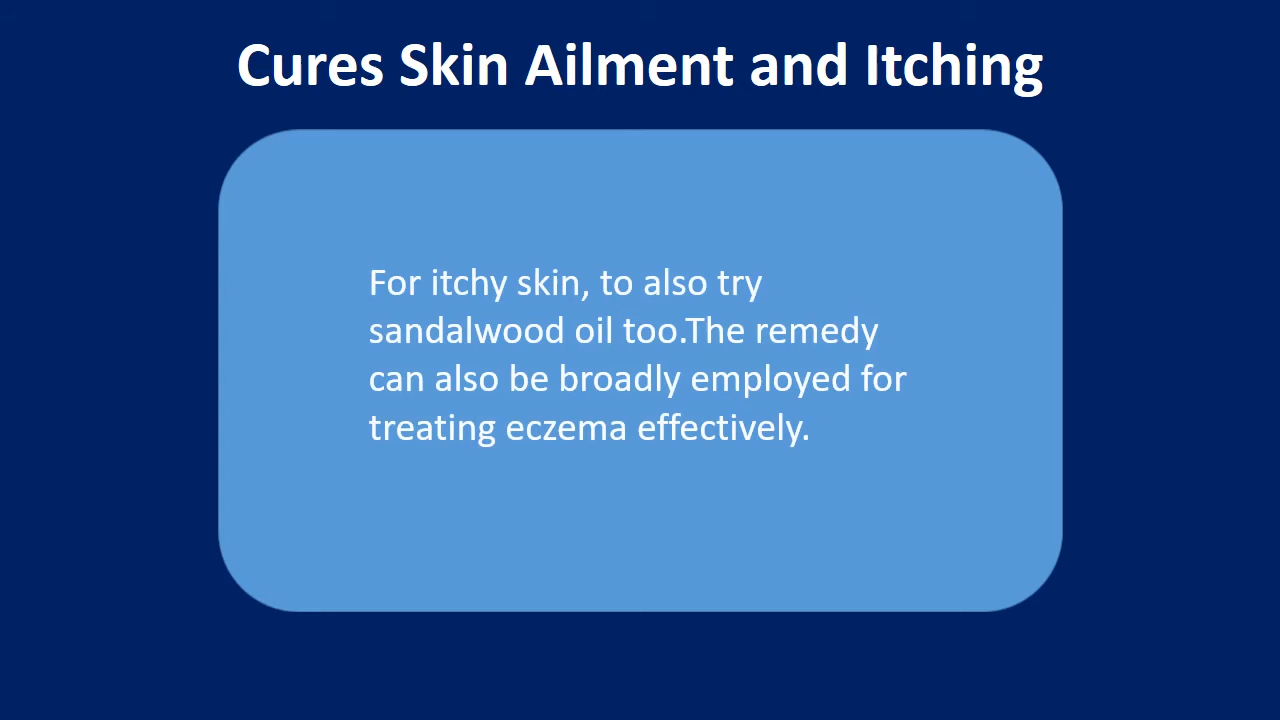 Cures Skin Ailment and Itching
For itchy skin, to also try
sandalwood oil too.The remedy
can also be broadly employed for
treating eczema effectively.